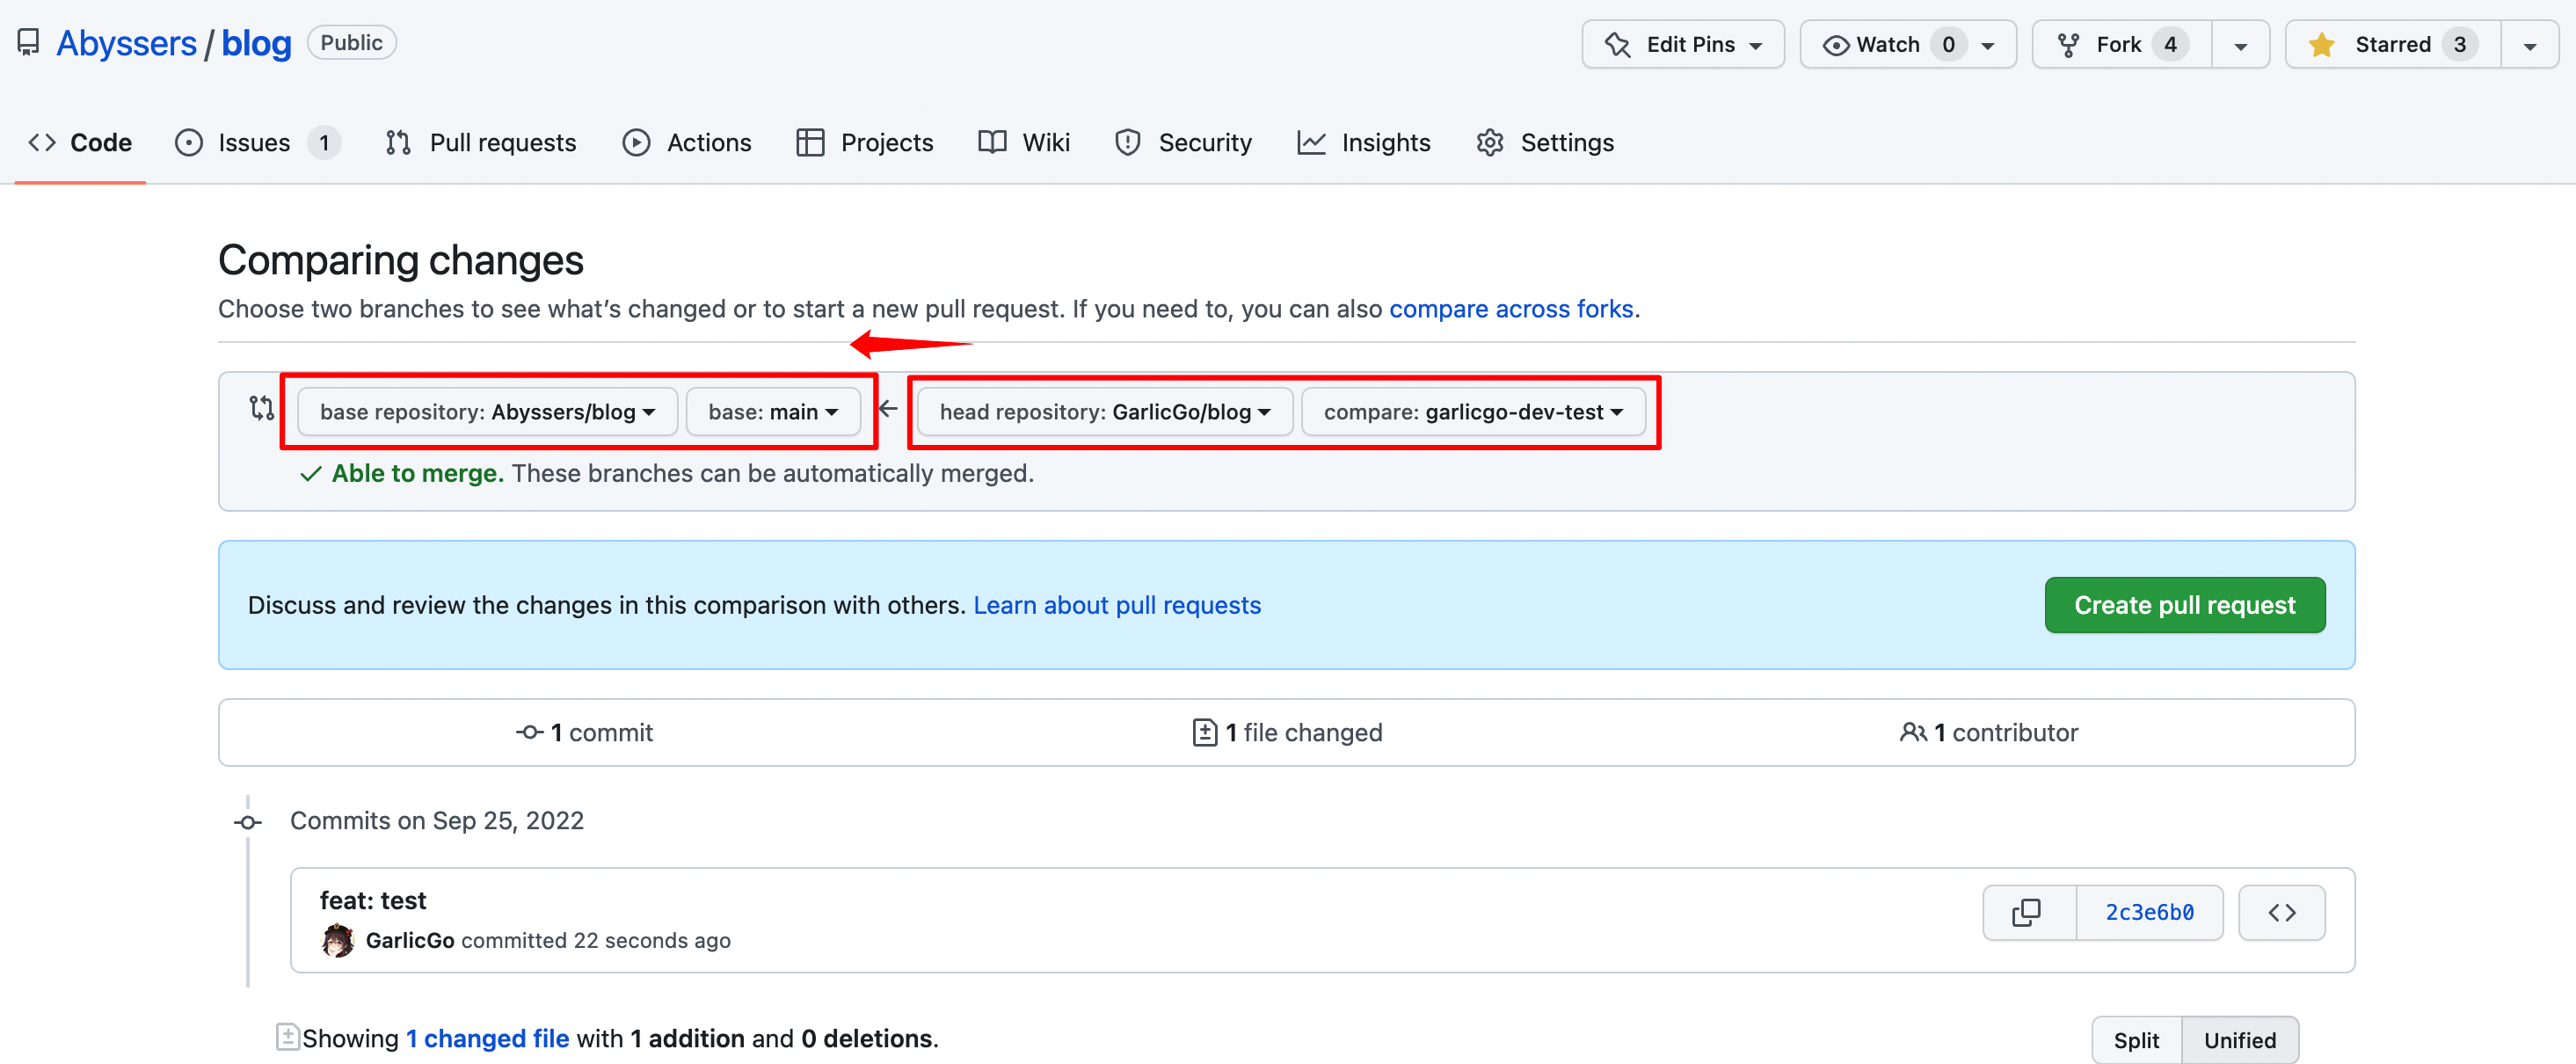 Abyssers / blog Public Edit Pins Watch 0 Fork 4 Starred 3
Code Issues 1 Pull requests Actions Projects Wiki Security Insights Settings
Comparing changes
Choose two branches to see what’s changed or to start a new pull request. If you need to, you can also compare across forks.
base repository: Abyssers/blog base: main ← head repository: GarlicGo/blog compare: garlicgo-dev-test
✓ Able to merge. These branches can be automatically merged.
Discuss and review the changes in this comparison with others. Learn about pull requests Create pull request
1 commit 1 file changed 1 contributor
Commits on Sep 25, 2022
feat: test
2c3e6b0
GarlicGo committed 22 seconds ago
Showing 1 changed file with 1 addition and 0 deletions. Split Unified